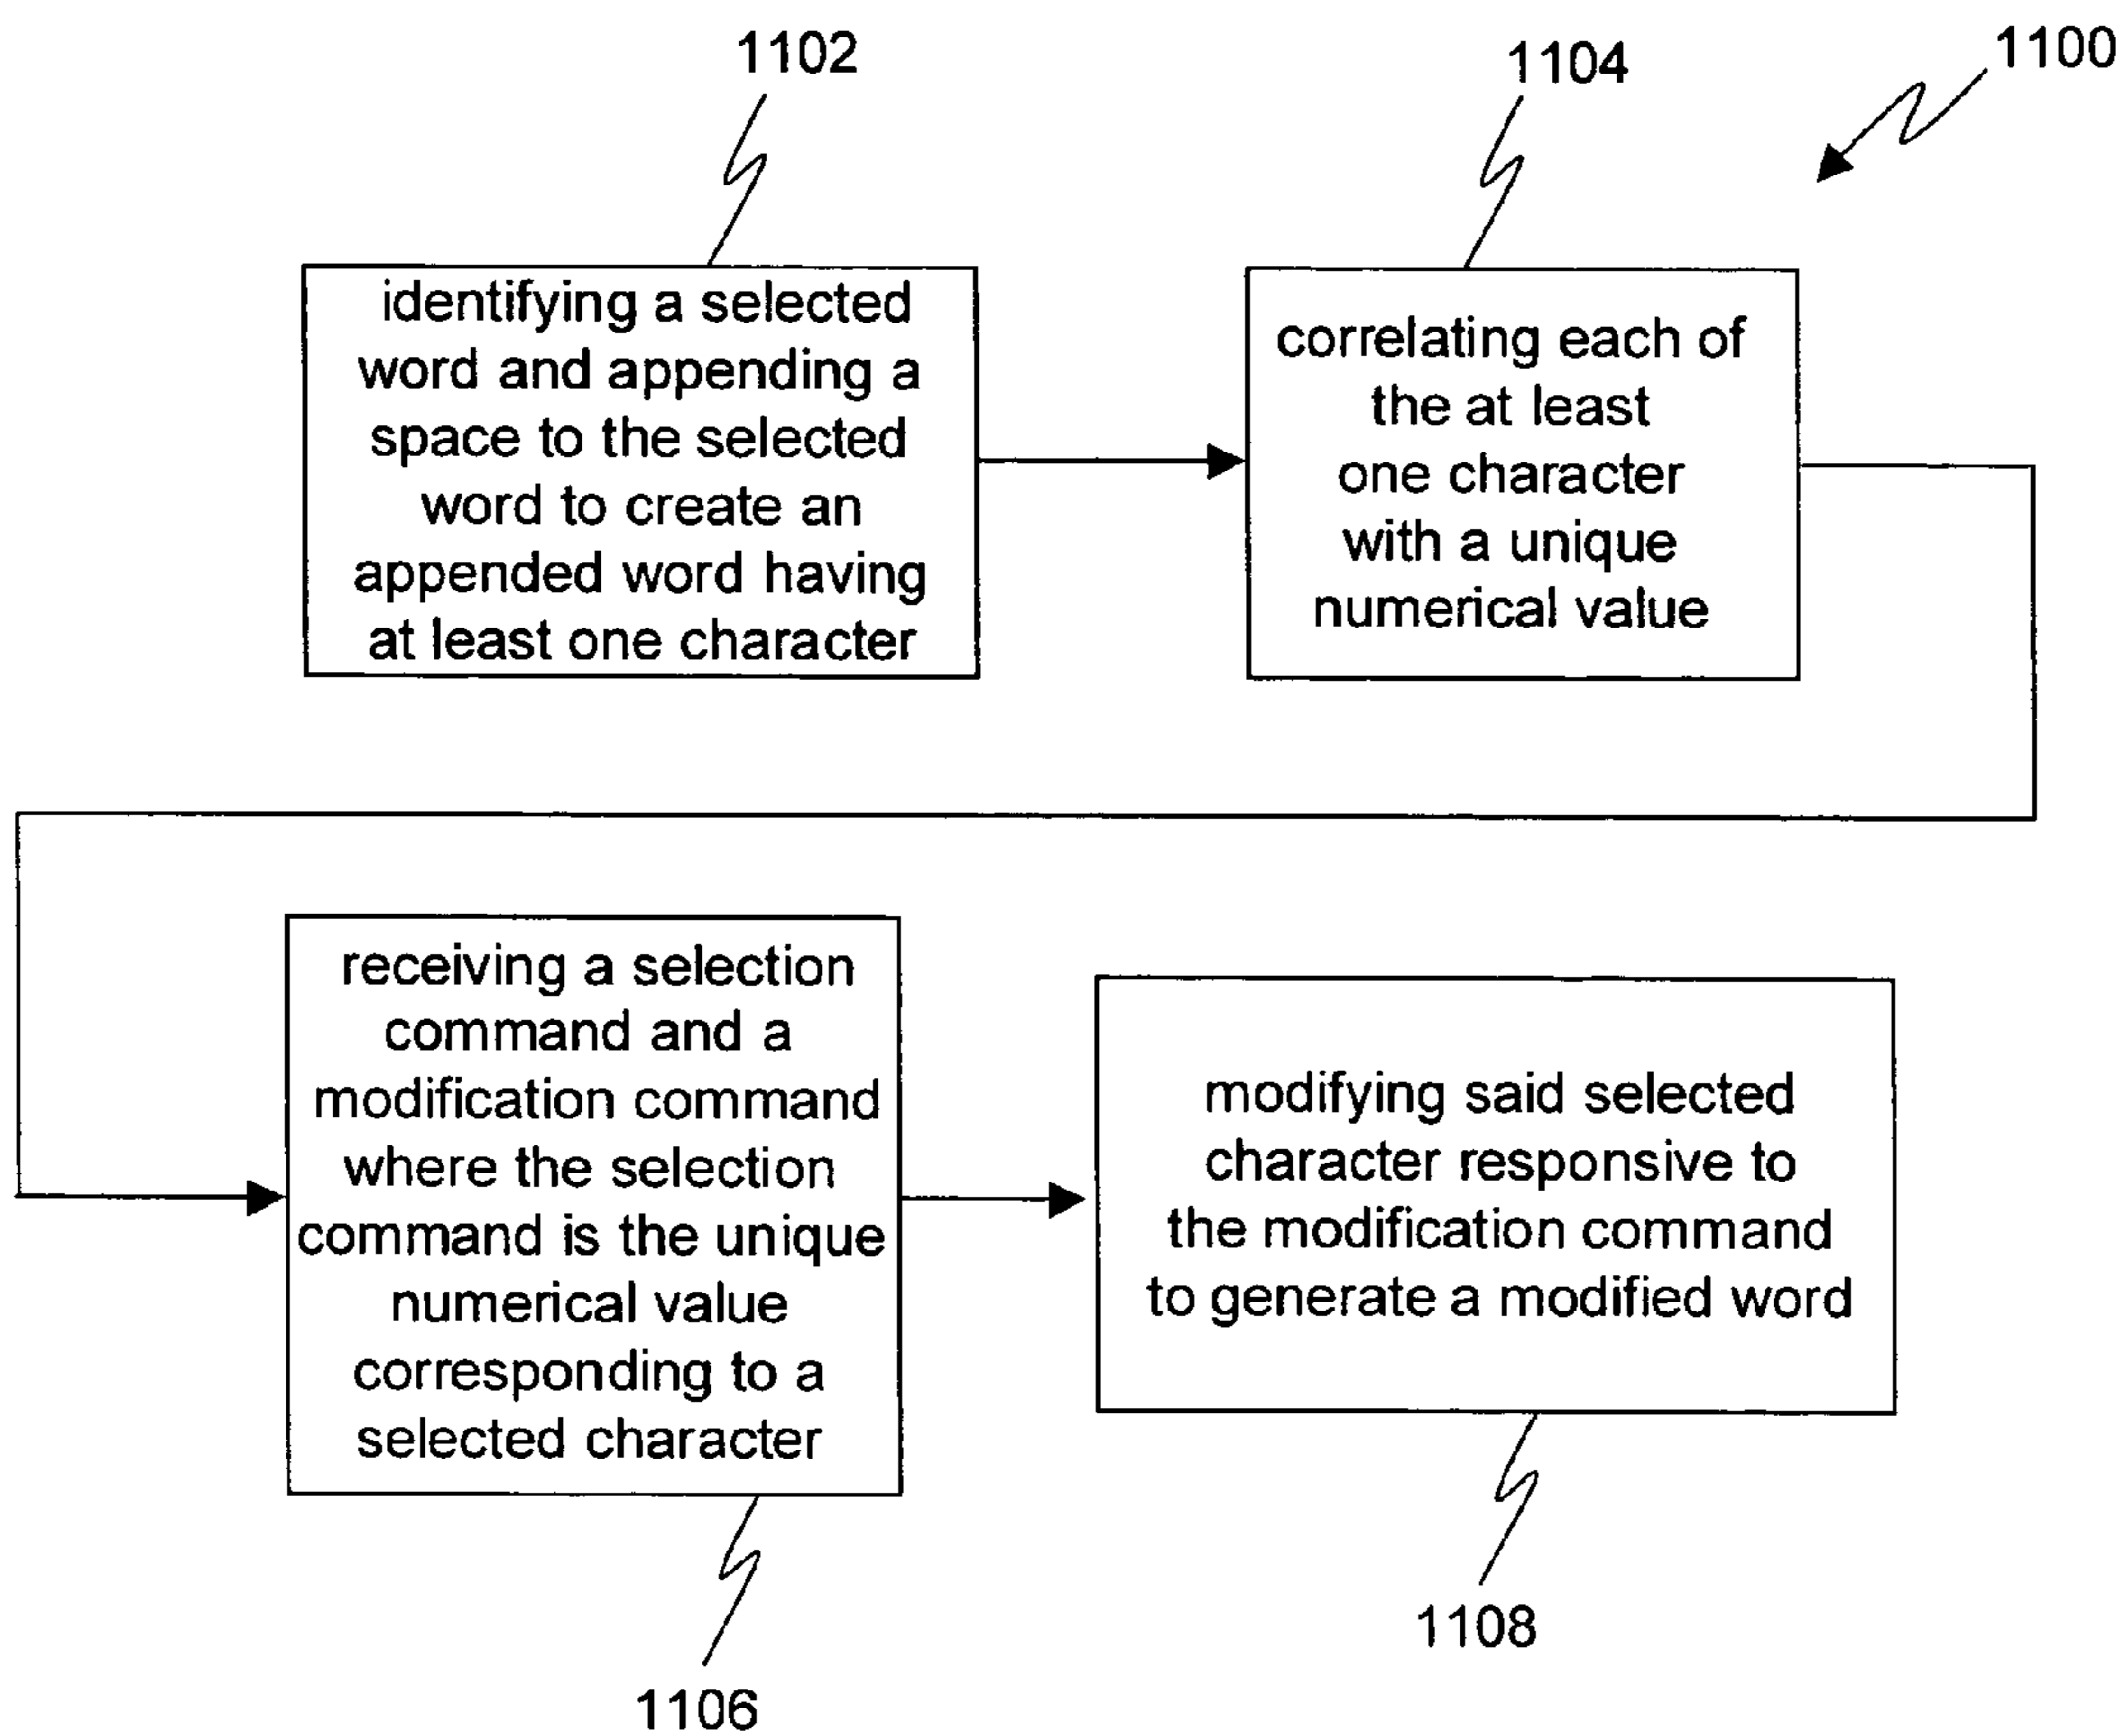 1102
1104
1100
identifying a selected
word and appending a
space to the selected
word to create an
appended word having
at least one character
correlating each of
the at least
one character
with a unique
numerical value
receiving a selection
command and a
modification command
where the selection
command is the unique
numerical value
corresponding to a
selected character
modifying said selected
character responsive to
the modification command
to generate a modified word
1108
1106